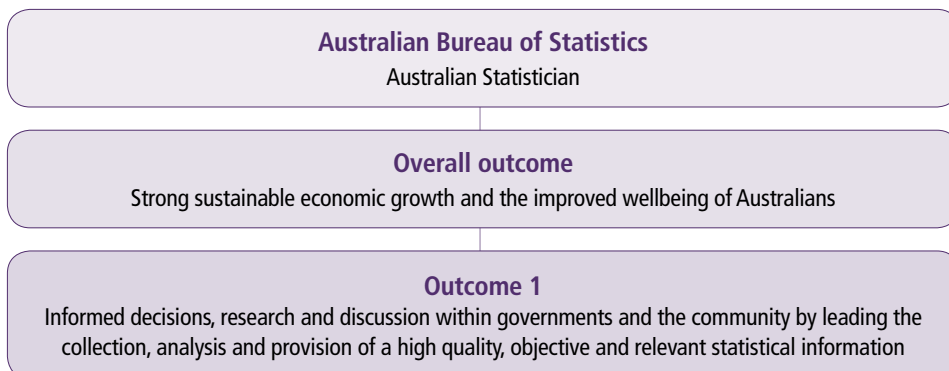 Australian Bureau of Statistics
Australian Statistician
Overall outcome
Strong sustainable economic growth and the improved wellbeing of Australians
Outcome 1
Informed decisions, research and discussion within governments and the community by leading the
collection, analysis and provision of a high quality, objective and relevant statistical information